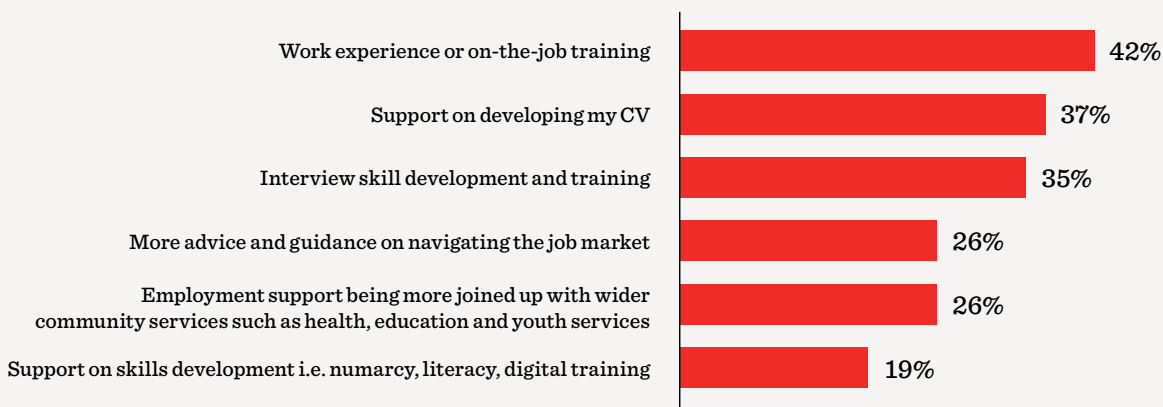 Work experience or on-the-job training 42%
Support on developing my CV 37%
Interview skill development and training 35%
More advice and guidance on navigating the job market 26%
Employment support being more joined up with wider
community services such as health, education and youth services 26%
Support on skills development i.e. numarcy, literacy, digital training 19%